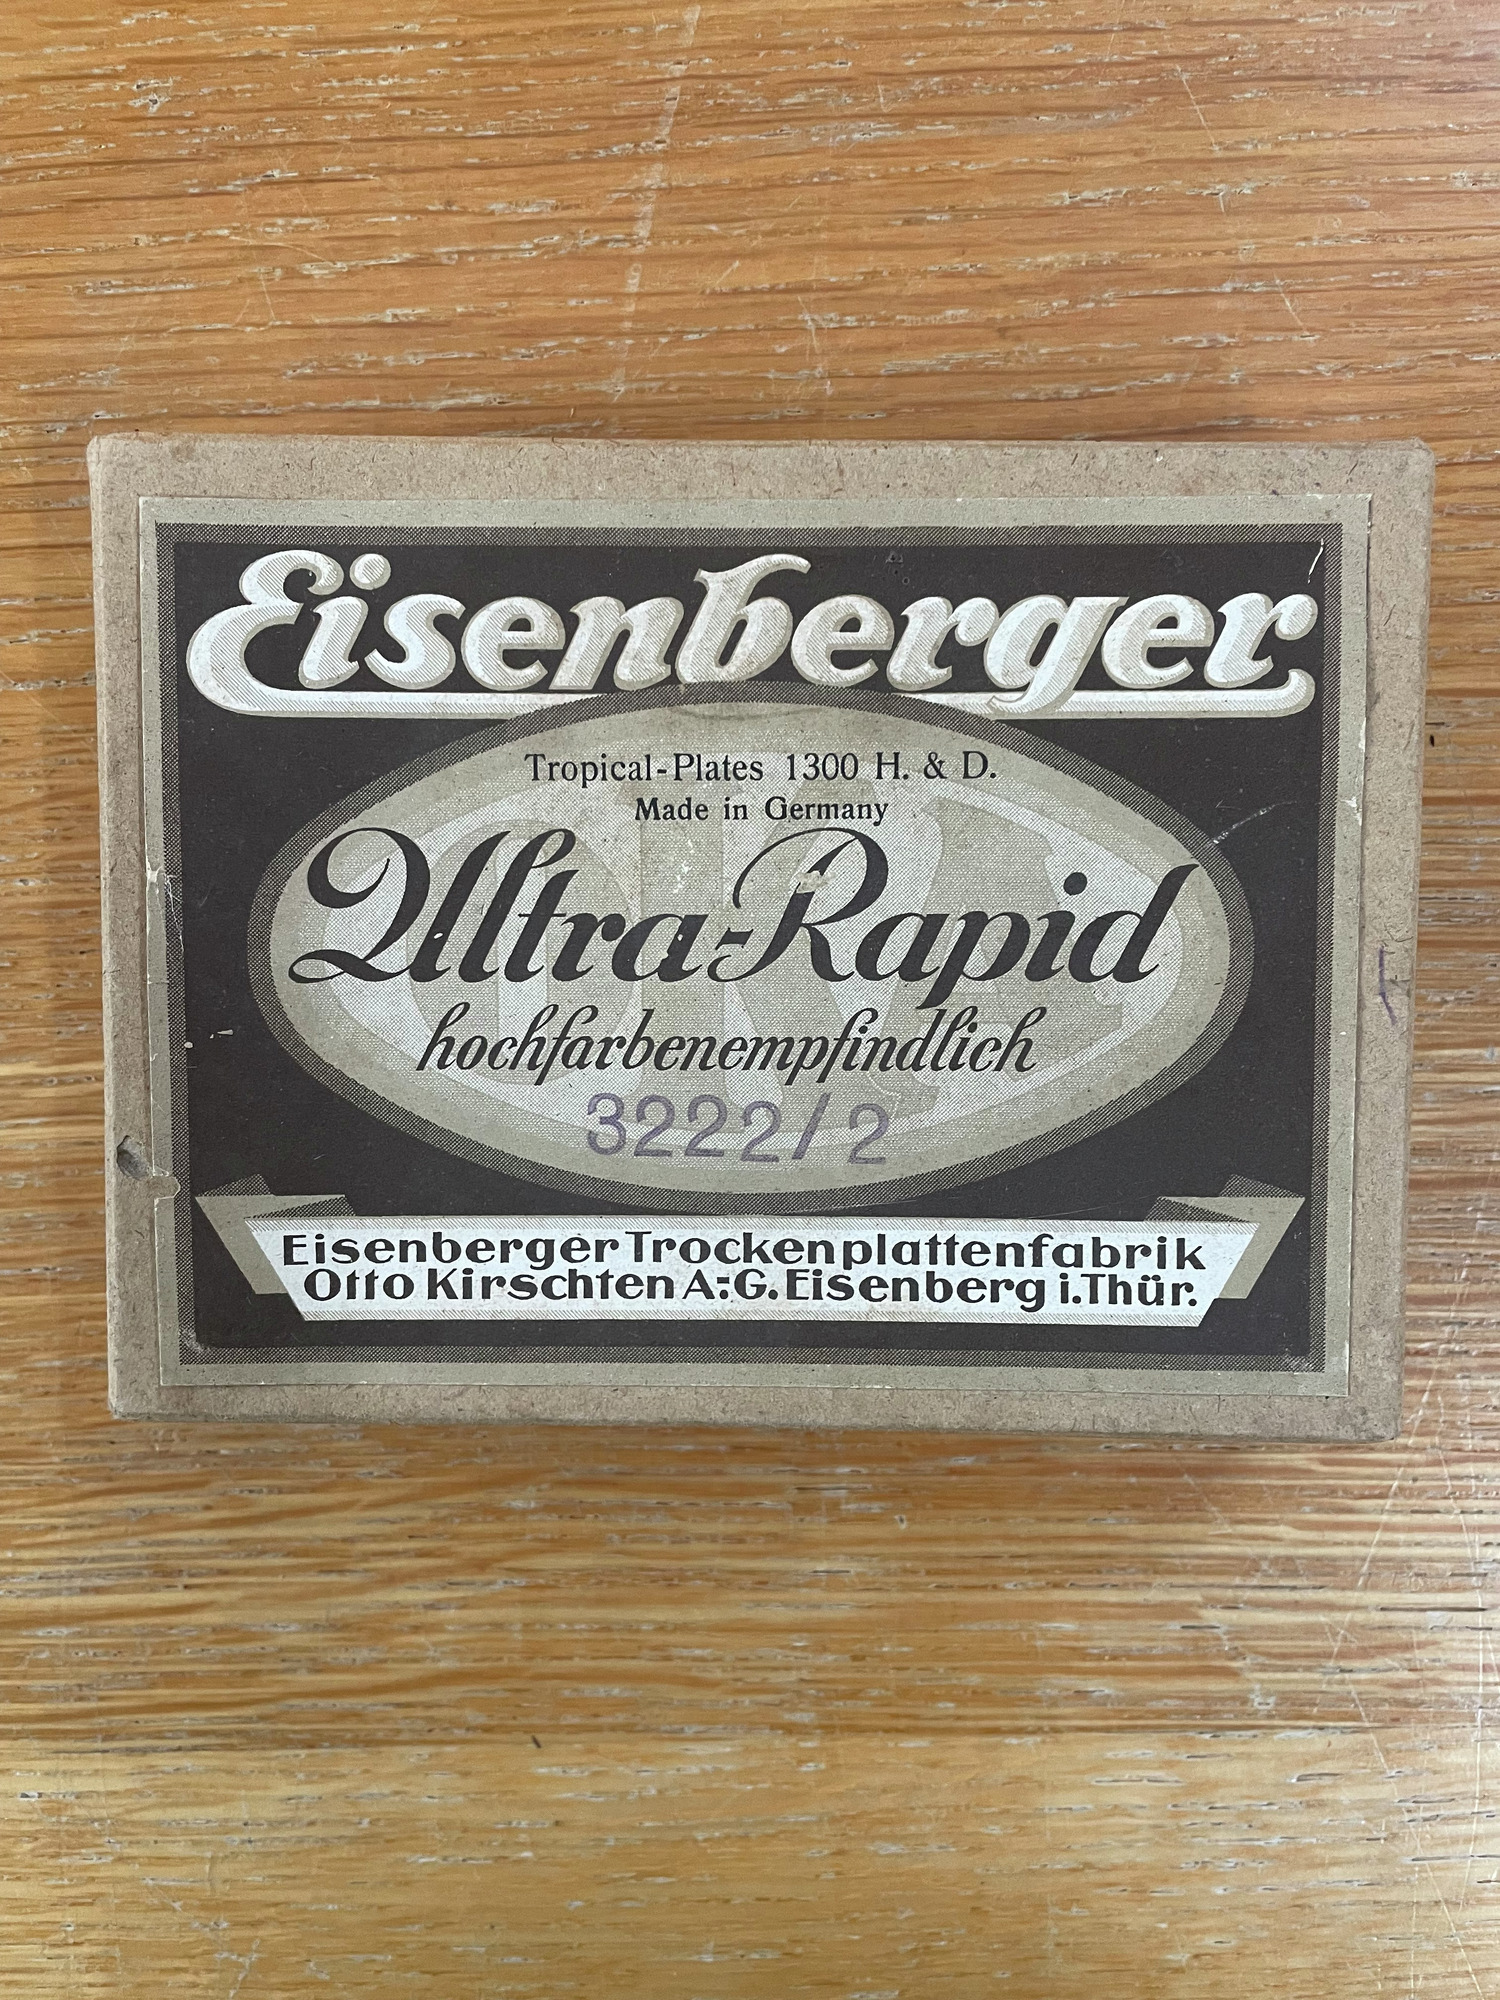 Eisenberger
Tropical-Plates 1300 H. & D.
Made in Germany
Ultra-Rapid
hochfarbenempfindlich
3222/2
Eisenberger Trockenplattenfabrik
Otto Kirschten A.-G. Eisenberg i.Thür.